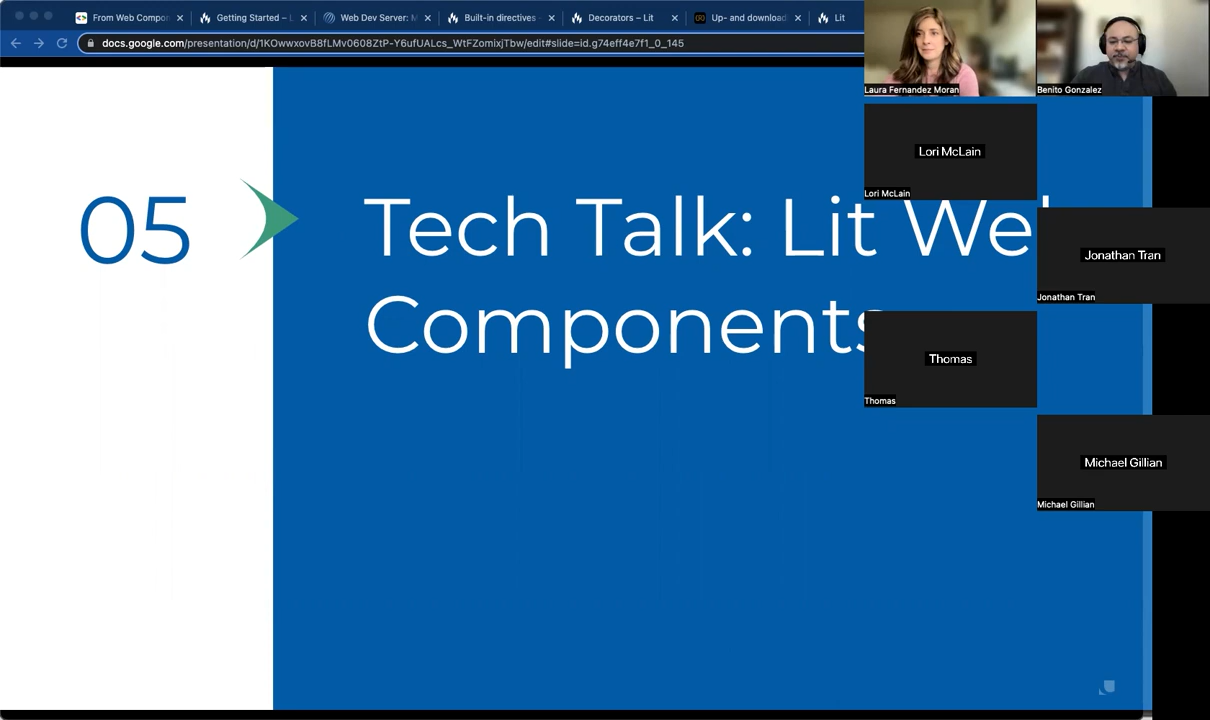 From Web Compon
Getting Started – L
Web Dev Server: M
Built-in directives –
Decorators – Lit
Up- and download
Lit
docs.google.com/presentation/d/1KOwwxovB8fLMv0608ZtP-Y6ufUALcs_WtFZomixjTbw/edit#slide=id.g74eff4e7f1_0_145
Laura Fernandez Moran
Benito Gonzalez
Lori McLain
Lori McLain
05
Tech Talk: Lit We
Components
Jonathan Tran
Jonathan Tran
Thomas
Thomas
Michael Gillian
Michael Gillian